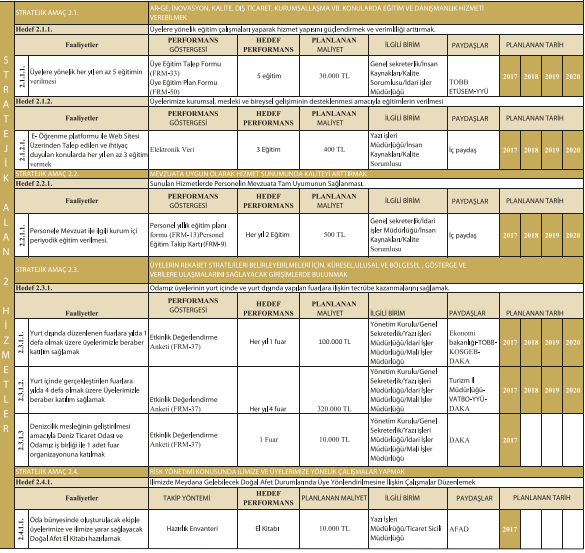 STRATEJİK ALAN 2 HİZMETLER
STRATEJİK AMAÇ 2.1.
AR-GE, İNOVASYON, KALİTE, DIŞ TİCARET, KURUMSALLAŞMA VB. KONULARDA EĞİTİM VE DANIŞMANLIK HİZMETİ
VEREBİLMEK
Hedef 2.1.1.
Üyelere yönelik eğitim çalışmaları yaparak hizmet yapısını güçlendirmek ve verimliliği arttırmak.
Faaliyetler
PERFORMANS
GÖSTERGESİ
HEDEF
PERFORMANS
PLANLANAN
MALİYET
İLGİLİ BİRİM
PAYDAŞLAR
PLANLANAN TARİH
2.1.1.1.
Üyelere yönelik her yıl en az 5 eğitimin
verilmesi
Üye Eğitim Talep Formu
(FRM-33)
Üye Eğitim Plan Formu
(FRM-50)
5 eğitim
30.000 TL
Genel sekreterlik/İnsan
Kaynakları/Kalite
Sorumlusu/İdari İşler
Müdürlüğü
TOBB
ETÜSEM-YYÜ
2017 2018 2019 2020
Hedef 2.1.2.
Üyelerimize kurumsal, mesleki ve bireysel gelişiminin desteklenmesi amacıyla eğitimlerin verilmesi
Faaliyetler
PERFORMANS
GÖSTERGESİ
HEDEF
PERFORMANS
PLANLANAN
MALİYET
İLGİLİ BİRİM
PAYDAŞLAR
PLANLANAN TARİH
2.1.2.1.
E- Öğrenme platformu ile Web Sitesi
Üzerinden Talep edilen ve ihtiyaç
duyulan konularda her yıl en az 3 eğitim
vermek
Elektronik Veri
3 Eğitim
400 TL
Yazı işleri
Müdürlüğü/İnsan
Kaynakları/Kalite
Sorumlusu
İç paydaş
2017 2018 2019 2020
STRATEJİK AMAÇ 2.2.
MEVZUATA UYGUN OLARAK HİZMET SUNUMUNDA KALİTEYİ ARTTIRMAK
Hedef 2.2.1.
Sunulan Hizmetlerde Personelin Mevzuata Tam Uyumunun Sağlanması.
Faaliyetler
PERFORMANS
GÖSTERGESİ
HEDEF
PERFORMANS
PLANLANAN
MALİYET
İLGİLİ BİRİM
PAYDAŞLAR
PLANLANAN TARİH
2.2.1.1.
Personele Mevzuat ile ilgili kurum içi
periyodik eğitim verilmesi.
Personel yıllık eğitim planı
formu (FRM-13)Personel
Eğitim Takip Kartı (FRM-9)
Her yıl 2 Eğitim
500 TL
Genel sekreterlik/İdari
İşler Müdürlüğü/İnsan
Kaynakları/Kalite
Sorumlusu
İç paydaş
2017 2018 2019 2020
STRATEJİK AMAÇ 2.3.
ÜYELERİN REKABET STRATEJİLERİ BELİRLEYEBİLMELERİ İÇİN, KÜRESEL,ULUSAL VE BÖLGESEL , GÖSTERGE VE
VERİLERE ULAŞMALARINI SAĞLAYACAK GİRİŞİMLERDE BULUNMAK
Hedef 2.3.1.
Odamız üyelerinin yurt içinde ve yurt dışında yapılan fuarlara ilişkin tecrübe kazanmalarını sağlamak.
Faaliyetler
PERFORMANS
GÖSTERGESİ
HEDEF
PERFORMANS
PLANLANAN
MALİYET
İLGİLİ BİRİM
PAYDAŞLAR
PLANLANAN TARİH
2.3.1.1.
Yurt dışında düzenlenen fuarlara yılda 1
defa olmak üzere üyelerimizle beraber
katılım sağlamak
Etkinlik Değerlendirme
Anketi (FRM-37)
Her yıl 1 fuar
100.000 TL
Yönetim Kurulu/Genel
Sekreterlik/Yazı işleri
Müdürlüğü/İdari İşler
Müdürlüğü/Mali İşler
Müdürlüğü
Ekonomi
bakanlığı-TOBB-
KOSGEB-
DAKA
2017 2018 2019 2020
2.3.1.2.
Yurt içinde gerçekleştirilen fuarlara
yılda 4 defa olmak üzere Üyelerimizle
beraber katılım sağlamak
Etkinlik Değerlendirme
Anketi (FRM-37)
Her yıl 4 fuar
320.000 TL
Yönetim Kurulu/Genel
Sekreterlik/Yazı işleri
Müdürlüğü/İdari İşler
Müdürlüğü/Mali İşler
Müdürlüğü
Turizm İl
Müdürlüğü-
VATBO-YYÜ-
DAKA
2017 2018 2019 2020
2.3.1.3
Denizcilik mesleğinin geliştirilmesi
amacıyla Deniz Ticaret Odası ve
Odamız iş birliği ile 1 adet fuar
organizayonuna katılmak
Etkinlik Değerlendirme
Anketi (FRM-37)
1 Fuar
10.000 TL
Yönetim Kurulu/Genel
Sekreterlik/Yazı işleri
Müdürlüğü/İdari İşler
Müdürlüğü/Mali İşler
Müdürlüğü
DAKA
2017
STRATEJİK AMAÇ 2.4.
RİSK YÖNETİMİ KONUSUNDA İLİMİZE VE ÜYELERİMİZE YÖNELİK ÇALIŞMALAR YAPMAK
Hedef 2.4.1.
İlimizde Meydana Gelebilecek Doğal Afet Durumlarında Üye Yönlendirilmesine İlişkin Çalışmalar Düzenlemek
Faaliyetler
TAKİP YÖNTEMİ
HEDEF
PERFORMANS
PLANLANAN MALİYET
İLGİLİ BİRİM
PAYDAŞLAR
PLANLANAN TARİH
2.4.1.1.
Oda bünyesinde oluşturulacak ekiple
üyelerimize ve ilimize yarar sağlayacak
Doğal Afet El Kitabı hazırlamak
Hazırlık Envanteri
El Kitabı
10.000 TL
Yazı İşleri
Müdürlüğü/Ticaret Sicili
Müdürlüğü
AFAD
2017